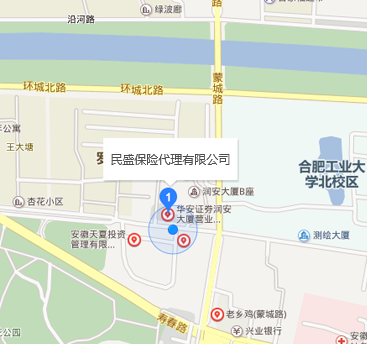 绿波廊
沿河路
蒙城路
环城北路
环城北路
王大塘
民盛保险代理有限公司
合肥工业大
学北校区
润安大厦B座
杏花小区
1
华安证券润安
大厦营业...
安徽天夏投资
管理有限...
测绘大厦
老乡鸡(蒙城路)
寿春路
兴业银行